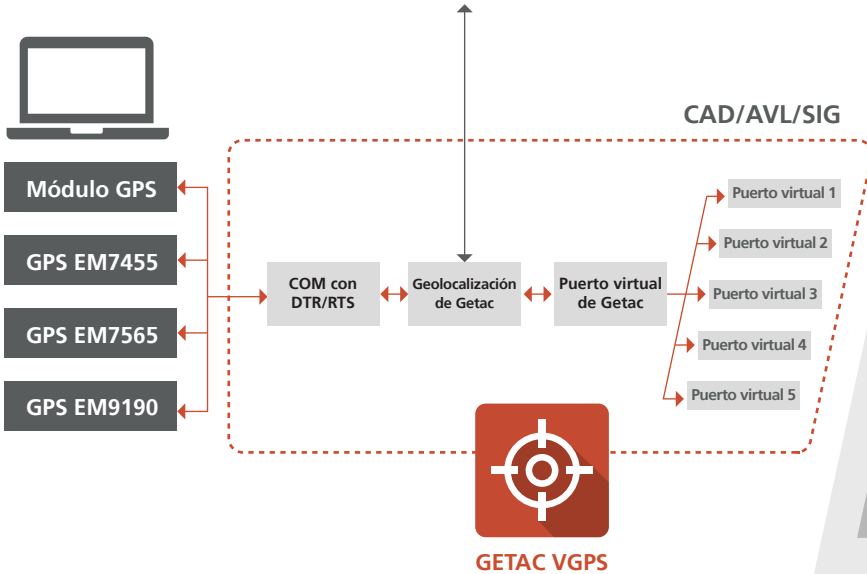 CAD/AVL/SIG
Módulo GPS
GPS EM7455
GPS EM7565
GPS EM9190
COM con
DTR/RTS
Geolocalización
de Getac
Puerto virtual
de Getac
Puerto virtual 1
Puerto virtual 2
Puerto virtual 3
Puerto virtual 4
Puerto virtual 5
GETAC VGPS